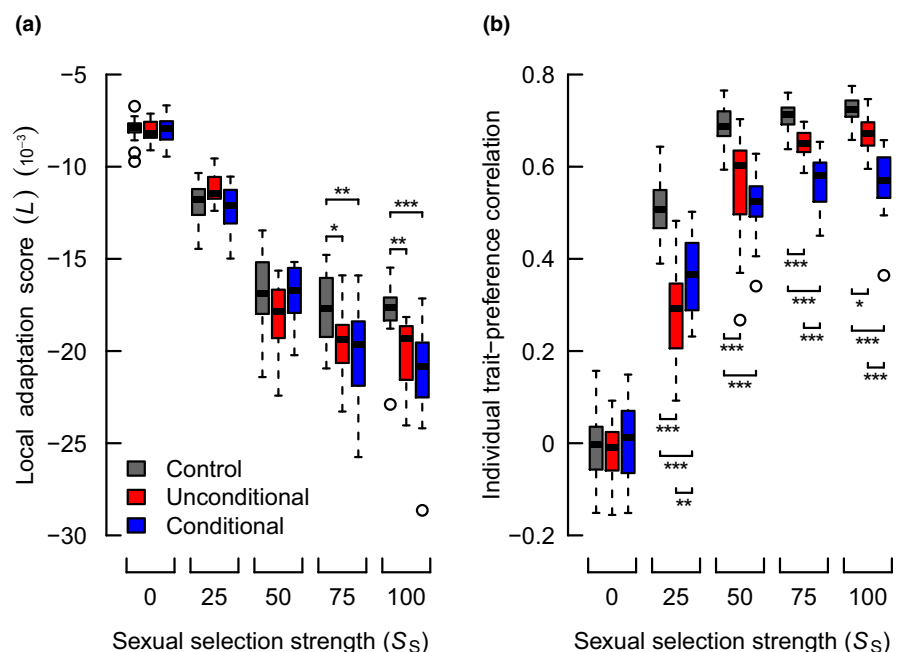 (a)
(b)
Local adaptation score (L) (10⁻³)
−5
−10
−15
−20
−25
−30
** 
*
***
**
Control
Unconditional
Conditional
0 25 50 75 100
Sexual selection strength (S_S)
Individual trait−preference correlation
0.8
0.6
0.4
0.2
0
−0.2
***
***
**
***
***
***
***
***
*
***
***
0 25 50 75 100
Sexual selection strength (S_S)